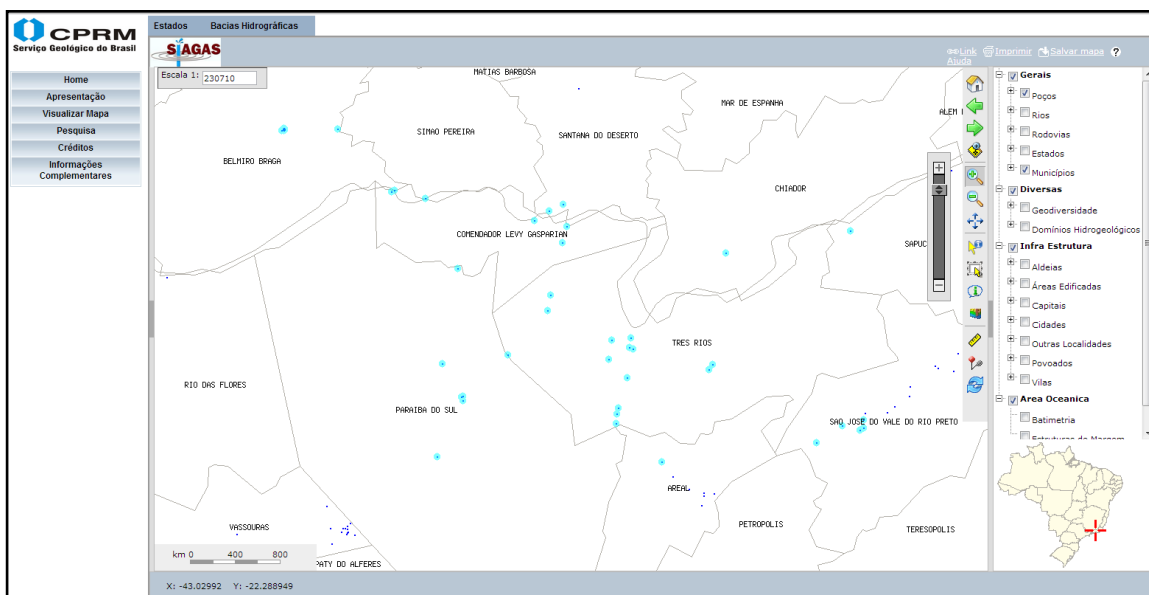 CPRM
Serviço Geológico do Brasil
Estados Bacias Hidrográficas
SIAGAS
Link Imprimir Salvar mapa ?
Ajuda
Home
Apresentação
Visualizar Mapa
Pesquisa
Créditos
Informações
Complementares
Escala 1: 230710
MATIAS BARBOSA
MAR DE ESPANHA
ALEM
SIMAO PEREIRA
SANTANA DO DESERTO
BELMIRO BRAGA
CHIADOR
COMENDADOR LEVY GASPARIAN
SAPUC
TRES RIOS
RIO DAS FLORES
PARAIBA DO SUL
SAO JOSE DO VALE DO RIO PRETO
AREAL
VASSOURAS
PETROPOLIS
TERESOPOLIS
PATY DO ALFERES
km 0 400 800
X: -43.02992 Y: -22.288949
Gerais
Poços
Rios
Rodovias
Estados
Municípios
Diversas
Geodiversidade
Domínios Hidrogeológicos
Infra Estrutura
Aldeias
Áreas Edificadas
Capitais
Cidades
Outras Localidades
Povoados
Vilas
Area Oceanica
Batimetria
Estruturas de Margem